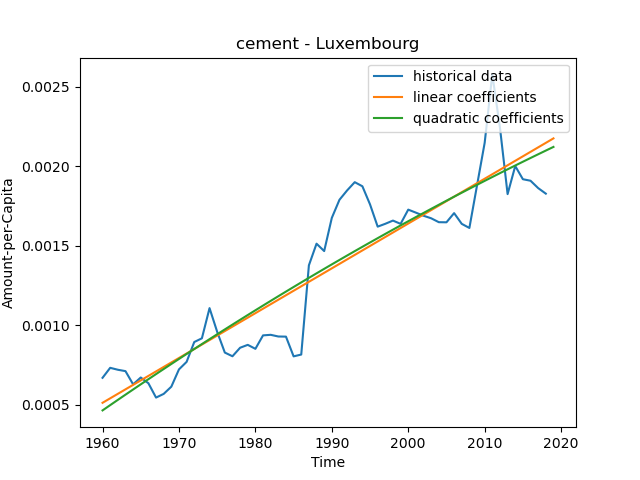 cement - Luxembourg
historical data
linear coefficients
quadratic coefficients
Amount-per-Capita
0.0025
0.0020
0.0015
0.0010
0.0005
1960 1970 1980 1990 2000 2010 2020
Time